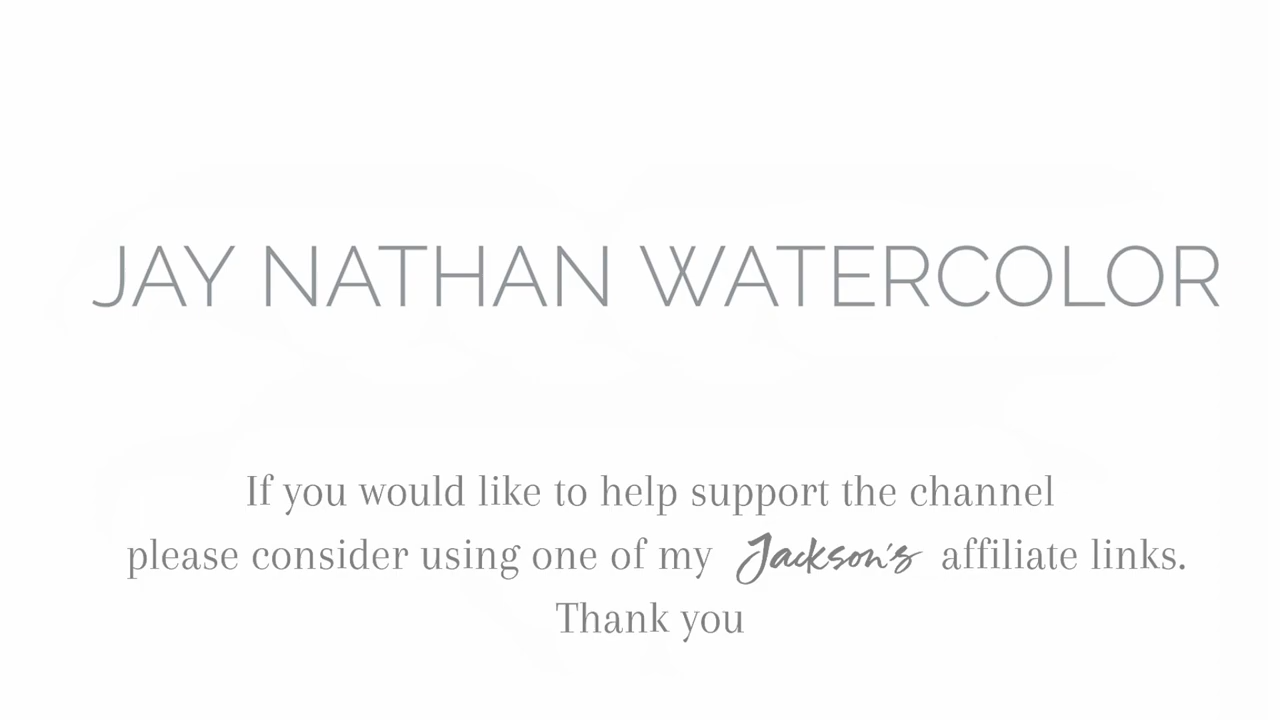 JAY NATHAN WATERCOLOR
If you would like to help support the channel
please consider using one of my Jackson's affiliate links.
Thank you